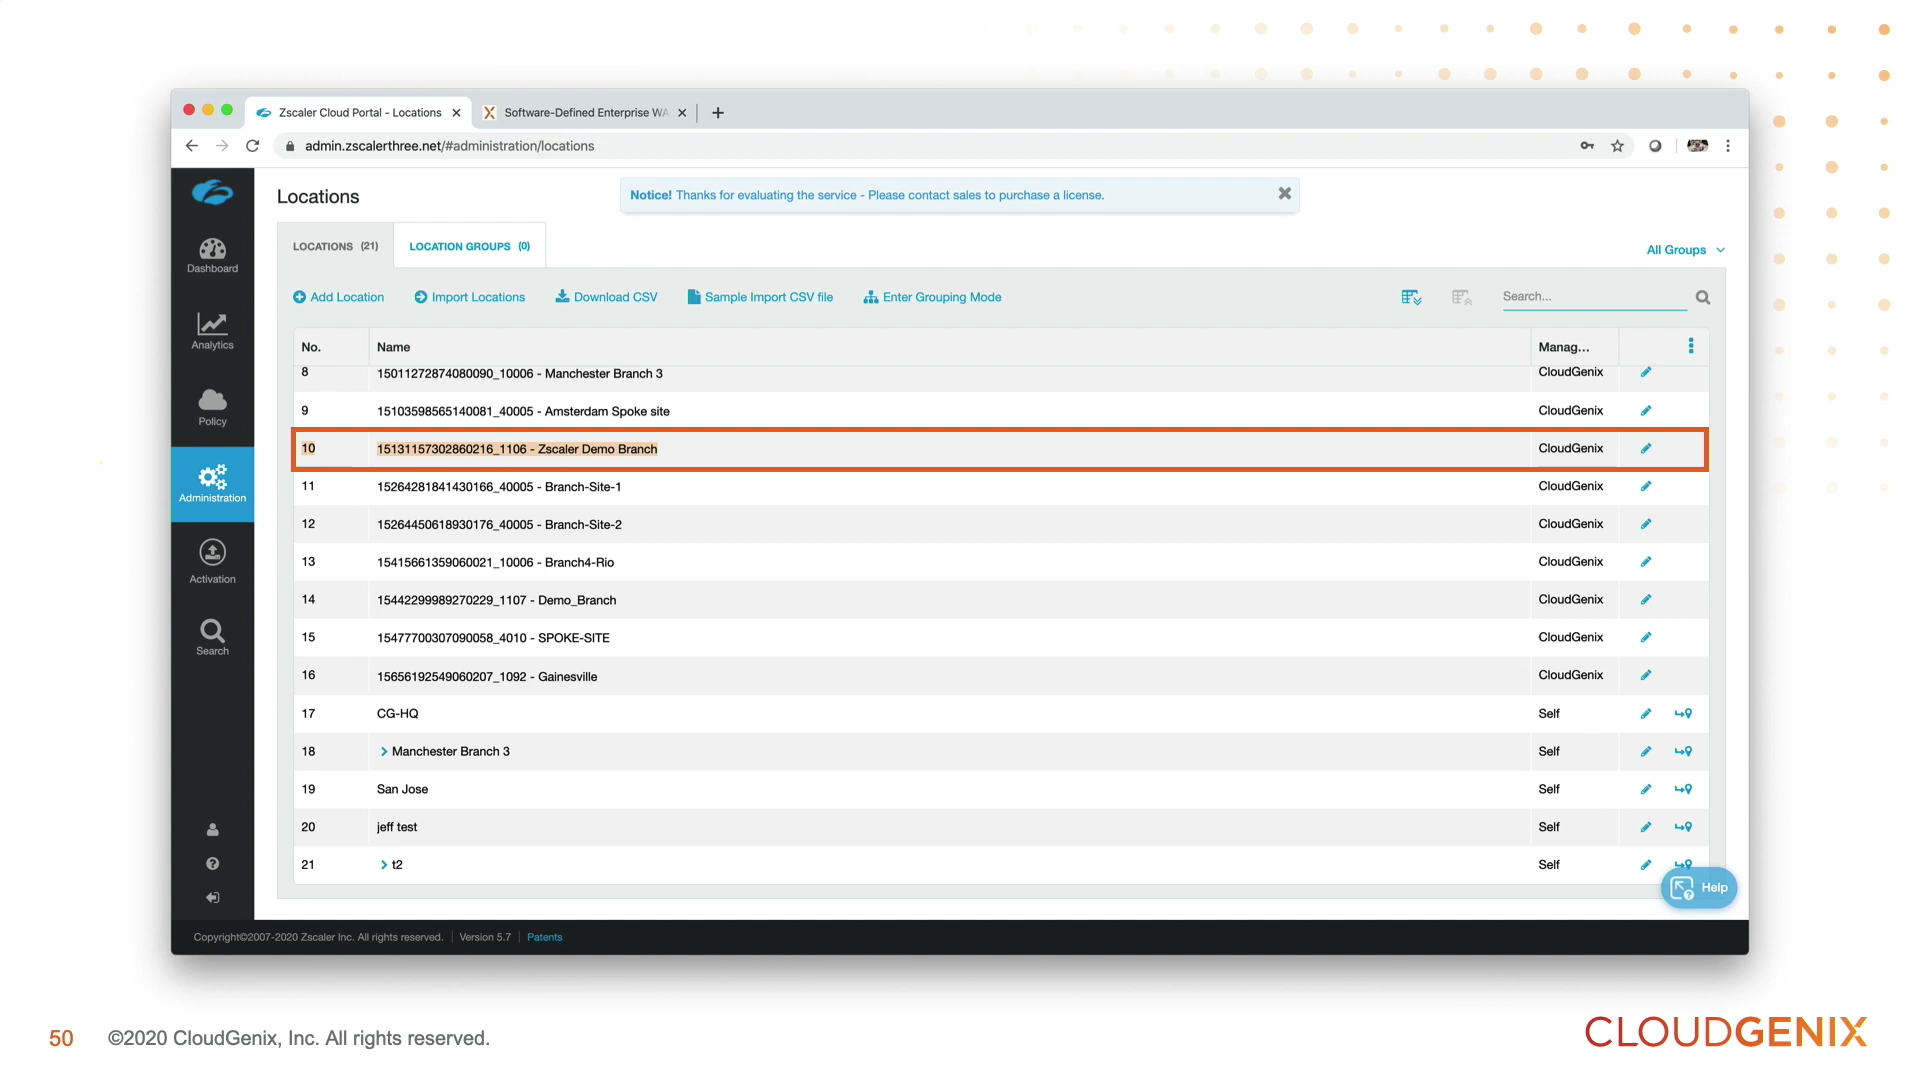 Zscaler Cloud Portal - Locations
Software-Defined Enterprise WA
admin.zscalerthree.net/#administration/locations
Locations
Notice! Thanks for evaluating the service - Please contact sales to purchase a license.
LOCATIONS (21)
LOCATION GROUPS (0)
All Groups
Dashboard
Analytics
Policy
Administration
Activation
Search
Add Location
Import Locations
Download CSV
Sample Import CSV file
Enter Grouping Mode
Search...
No. Name Manag...
8 15011272874080090_10006 - Manchester Branch 3 CloudGenix
9 15103598565140081_40005 - Amsterdam Spoke site CloudGenix
10 15131157302860216_1106 - Zscaler Demo Branch CloudGenix
11 15264281841430166_40005 - Branch-Site-1 CloudGenix
12 15264450618930176_40005 - Branch-Site-2 CloudGenix
13 15415661359060021_10006 - Branch4-Rio CloudGenix
14 15442299989270229_1107 - Demo_Branch CloudGenix
15 15477700307090058_4010 - SPOKE-SITE CloudGenix
16 15656192549060207_1092 - Gainesville CloudGenix
17 CG-HQ Self
18 Manchester Branch 3 Self
19 San Jose Self
20 jeff test Self
21 t2 Self
Help
Copyright©2007-2020 Zscaler Inc. All rights reserved. Version 5.7 Patents
50 ©2020 CloudGenix, Inc. All rights reserved.
CLOUDGENIX